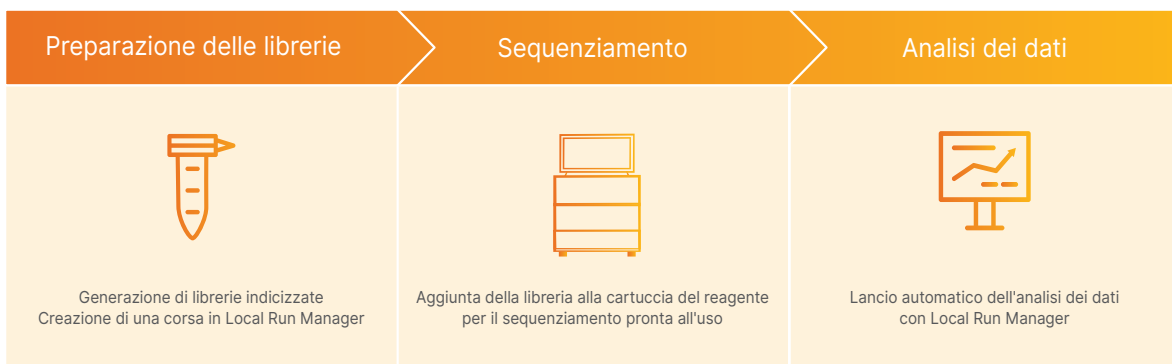 Preparazione delle librerie
Sequenziamento
Analisi dei dati
Generazione di librerie indicizzate
Creazione di una corsa in Local Run Manager
Aggiunta della libreria alla cartuccia del reagente
per il sequenziamento pronta all'uso
Lancio automatico dell'analisi dei dati
con Local Run Manager